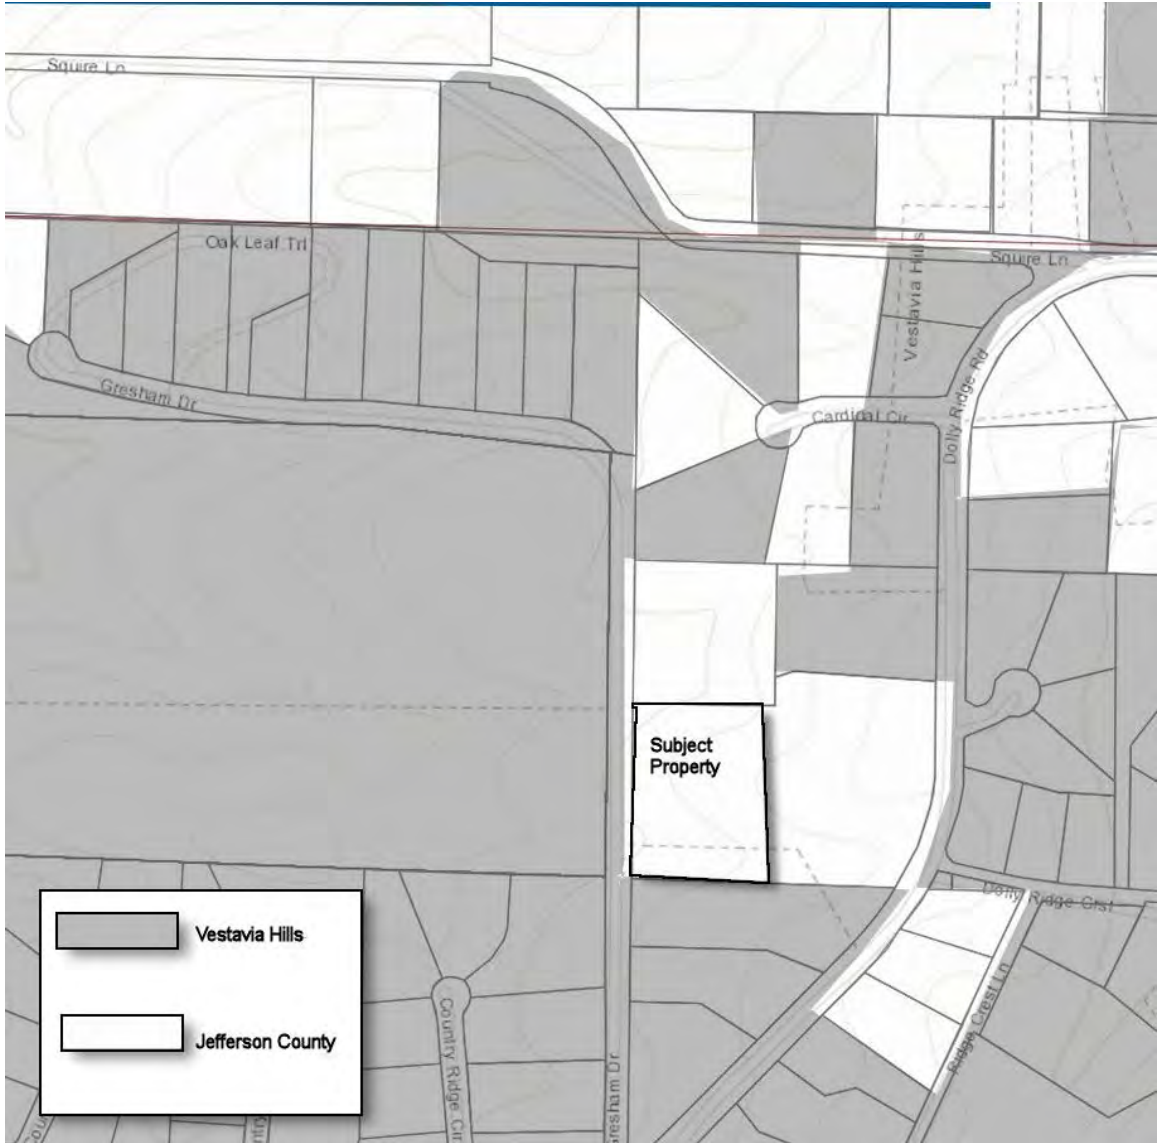 Squire Ln
Oak Leaf Trl
Squire Ln
Vestavia Hills
Gresham Dr
Cardinal Cir
Dolly Ridge Rd
Subject
Property
Dolly Ridge Crst
Vestavia Hills
Ridge Crest Ln
Jefferson County
Country Ridge Cir
Gresham Dr